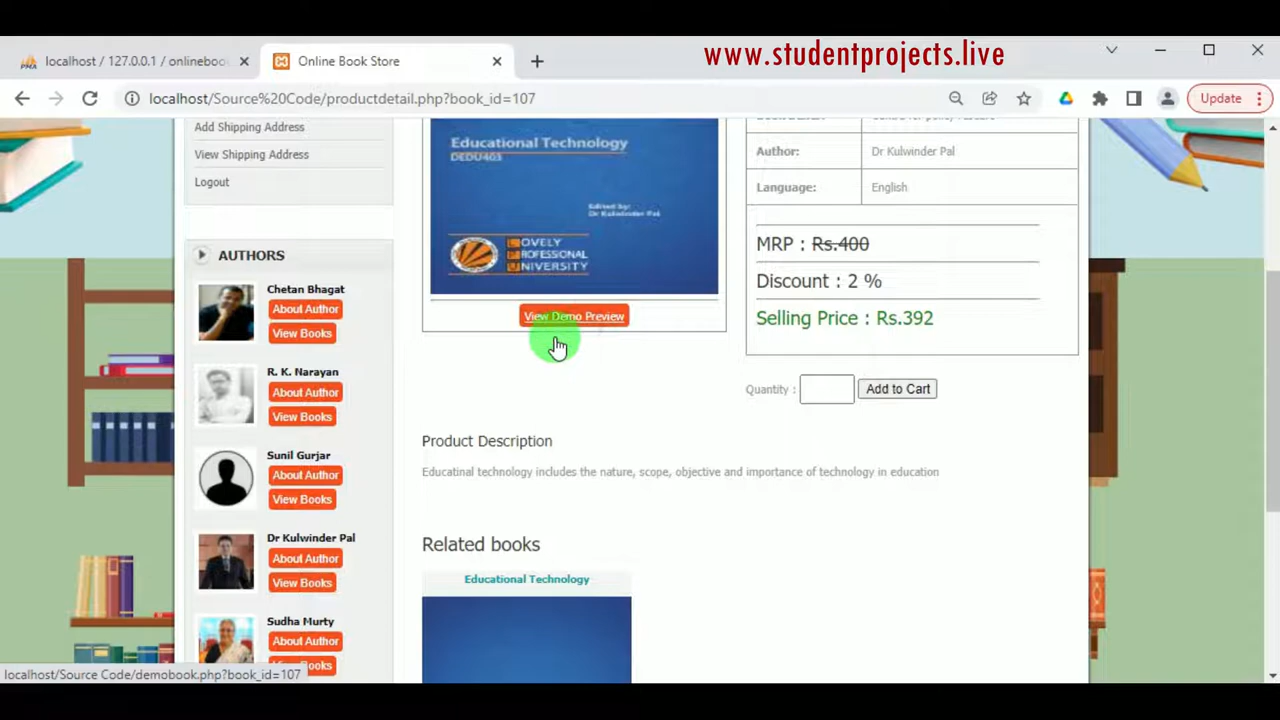 www.studentprojects.live
localhost / 127.0.0.1 / onlineboo
Online Book Store
localhost/Source%20Code/productdetail.php?book_id=107
Update
Add Shipping Address
View Shipping Address
Logout
AUTHORS
Chetan Bhagat
About Author
View Books
R. K. Narayan
About Author
View Books
Sunil Gurjar
About Author
View Books
Dr Kulwinder Pal
About Author
View Books
Sudha Murty
About Author
Educational Technology
DEDU403
Edited by:
Dr Kulwinder Pal
LOVELY
PROFESSIONAL
UNIVERSITY
View Demo Preview
Author: Dr Kulwinder Pal
Language: English
MRP : Rs.400
Discount : 2 %
Selling Price : Rs.392
Quantity : Add to Cart
Product Description
Educatinal technology includes the nature, scope, objective and importance of technology in education
Related books
Educational Technology
localhost/Source Code/demobook.php?book_id=107